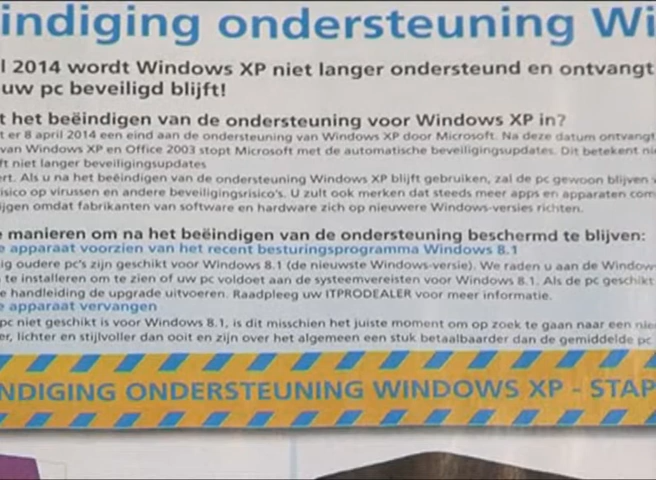 indiging ondersteuning Wi
l 2014 wordt Windows XP niet langer ondersteund en ontvangt
uw pc beveiligd blijft!
t het beëindigen van de ondersteuning voor Windows XP in?
t er 8 april 2014 een eind aan de ondersteuning van Windows XP door Microsoft. Na deze datum ontvangt
van Windows XP en Office 2003 stopt Microsoft met de automatische beveiligingsupdates. Dit betekent ni
ft niet langer beveiligingsupdates
ert. Als u na het beëindigen van de ondersteuning Windows XP blijft gebruiken, zal de pc gewoon blijven
isico op virussen en andere beveiligingsrisico's. U zult ook merken dat steeds meer apps en apparaten com
ijgen omdat fabrikanten van software en hardware zich op nieuwere Windows-versies richten.
e manieren om na het beëindigen van de ondersteuning beschermd te blijven:
e apparaat voorzien van het recent besturingsprogramma Windows 8.1
ig oudere pc's zijn geschikt voor Windows 8.1 (de nieuwste Windows-versie). We raden u aan de Window
te installeren om te zien of uw pc voldoet aan de systeemvereisten voor Windows 8.1. Als de pc geschikt
e handleiding de upgrade uitvoeren. Raadpleeg uw ITPRODEALER voor meer informatie.
e apparaat vervangen
pc niet geschikt is voor Windows 8.1, is dit misschien het juiste moment om op zoek te gaan naar een nie
er, lichter en stijlvoller dan ooit en zijn over het algemeen een stuk betaalbaarder dan de gemiddelde pc
NDIGING ONDERSTEUNING WINDOWS XP - STAP